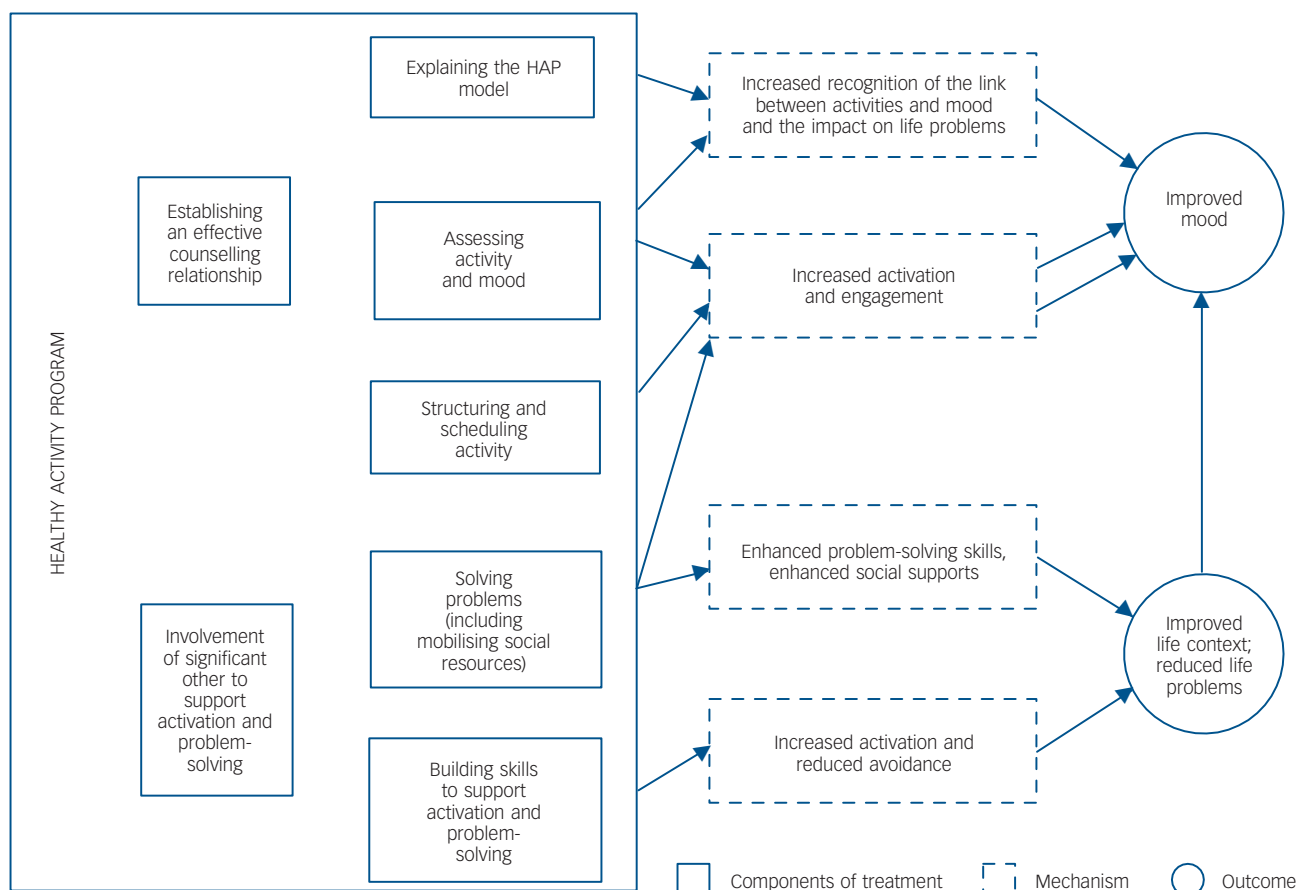 HEALTHY ACTIVITY PROGRAM
Establishing
an effective
counselling
relationship
Involvement
of significant
other to
support
activation and
problem-
solving
Explaining the HAP
model
Assessing
activity
and mood
Structuring and
scheduling
activity
Solving
problems
(including
mobilising social
resources)
Building skills
to support
activation and
problem-
solving
Increased recognition of the link
between activities and mood
and the impact on life problems
Increased activation
and engagement
Enhanced problem-solving skills,
enhanced social supports
Increased activation and
reduced avoidance
Improved
mood
Improved
life context;
reduced life
problems
Components of treatment
Mechanism
Outcome